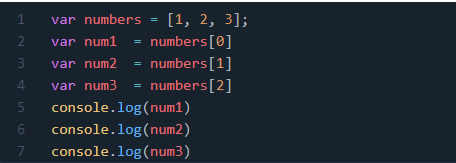 1 var numbers = [1, 2, 3];
2 var num1  = numbers[0]
3 var num2  = numbers[1]
4 var num3  = numbers[2]
5 console.log(num1)
6 console.log(num2)
7 console.log(num3)